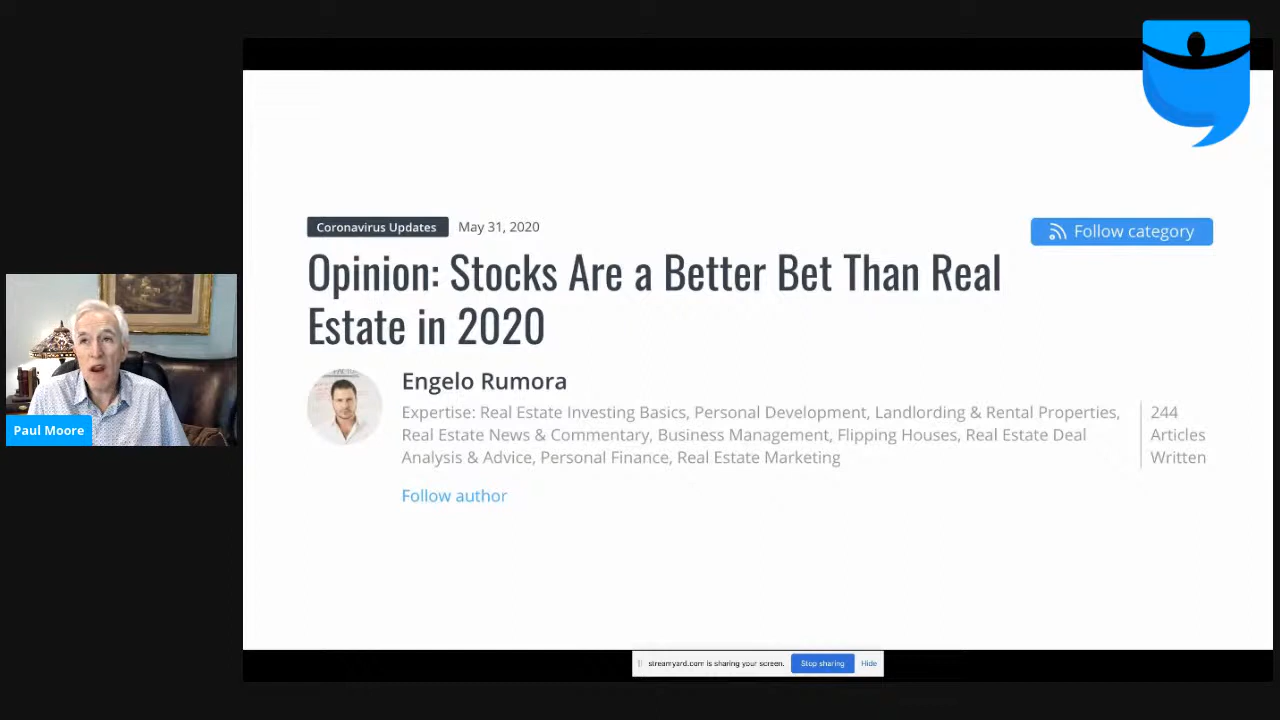 Coronavirus Updates May 31, 2020
Follow category
Opinion: Stocks Are a Better Bet Than Real
Estate in 2020
Engelo Rumora
Expertise: Real Estate Investing Basics, Personal Development, Landlording & Rental Properties,
Real Estate News & Commentary, Business Management, Flipping Houses, Real Estate Deal
Analysis & Advice, Personal Finance, Real Estate Marketing
244
Articles
Written
Follow author
Paul Moore
streamyard.com is sharing your screen. Stop sharing Hide